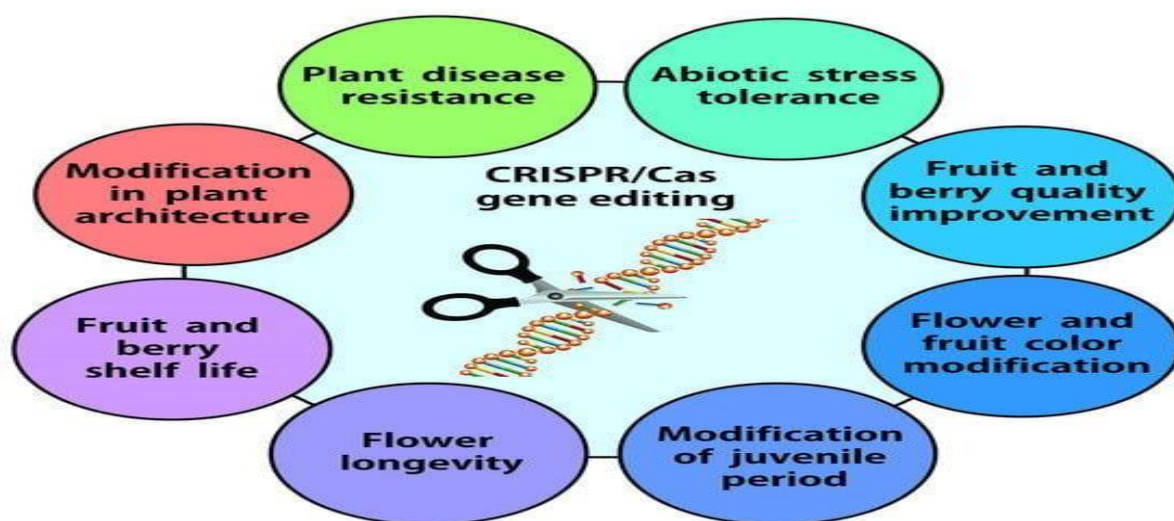 Plant disease
resistance
Abiotic stress
tolerance
CRISPR/Cas
gene editing
Modification
in plant
architecture
Fruit and
berry quality
improvement
Fruit and
berry
shelf life
Flower and
fruit color
modification
Flower
longevity
Modification
of juvenile
period